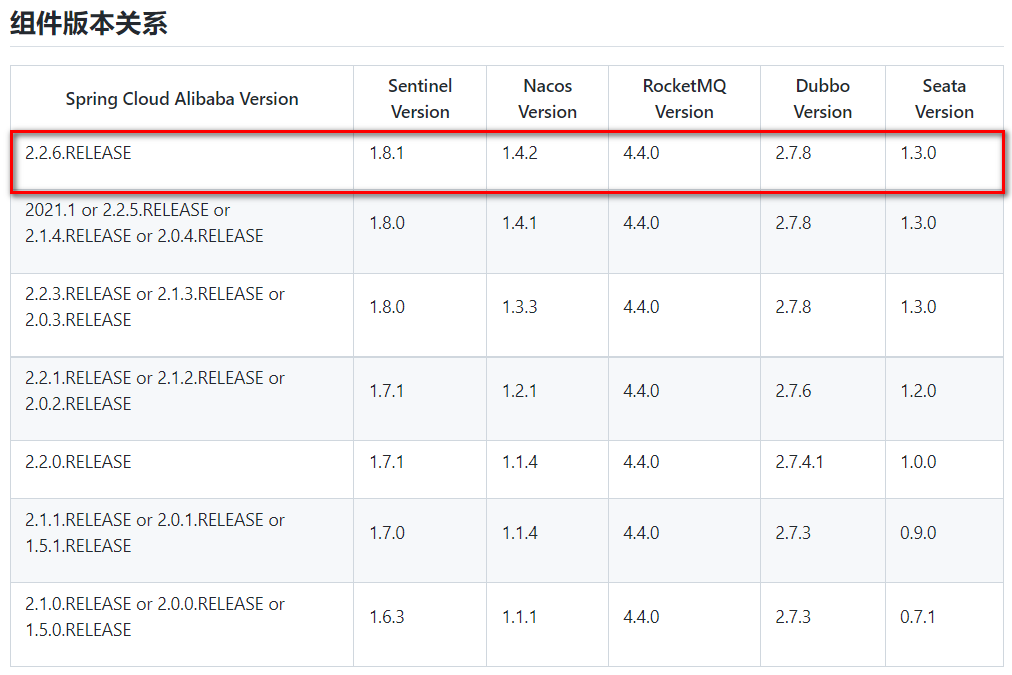 组件版本关系
Spring Cloud Alibaba Version
Sentinel Version
Nacos Version
RocketMQ Version
Dubbo Version
Seata Version
2.2.6.RELEASE
1.8.1
1.4.2
4.4.0
2.7.8
1.3.0
2021.1 or 2.2.5.RELEASE or
2.1.4.RELEASE or 2.0.4.RELEASE
1.8.0
1.4.1
4.4.0
2.7.8
1.3.0
2.2.3.RELEASE or 2.1.3.RELEASE or
2.0.3.RELEASE
1.8.0
1.3.3
4.4.0
2.7.8
1.3.0
2.2.1.RELEASE or 2.1.2.RELEASE or
2.0.2.RELEASE
1.7.1
1.2.1
4.4.0
2.7.6
1.2.0
2.2.0.RELEASE
1.7.1
1.1.4
4.4.0
2.7.4.1
1.0.0
2.1.1.RELEASE or 2.0.1.RELEASE or
1.5.1.RELEASE
1.7.0
1.1.4
4.4.0
2.7.3
0.9.0
2.1.0.RELEASE or 2.0.0.RELEASE or
1.5.0.RELEASE
1.6.3
1.1.1
4.4.0
2.7.3
0.7.1